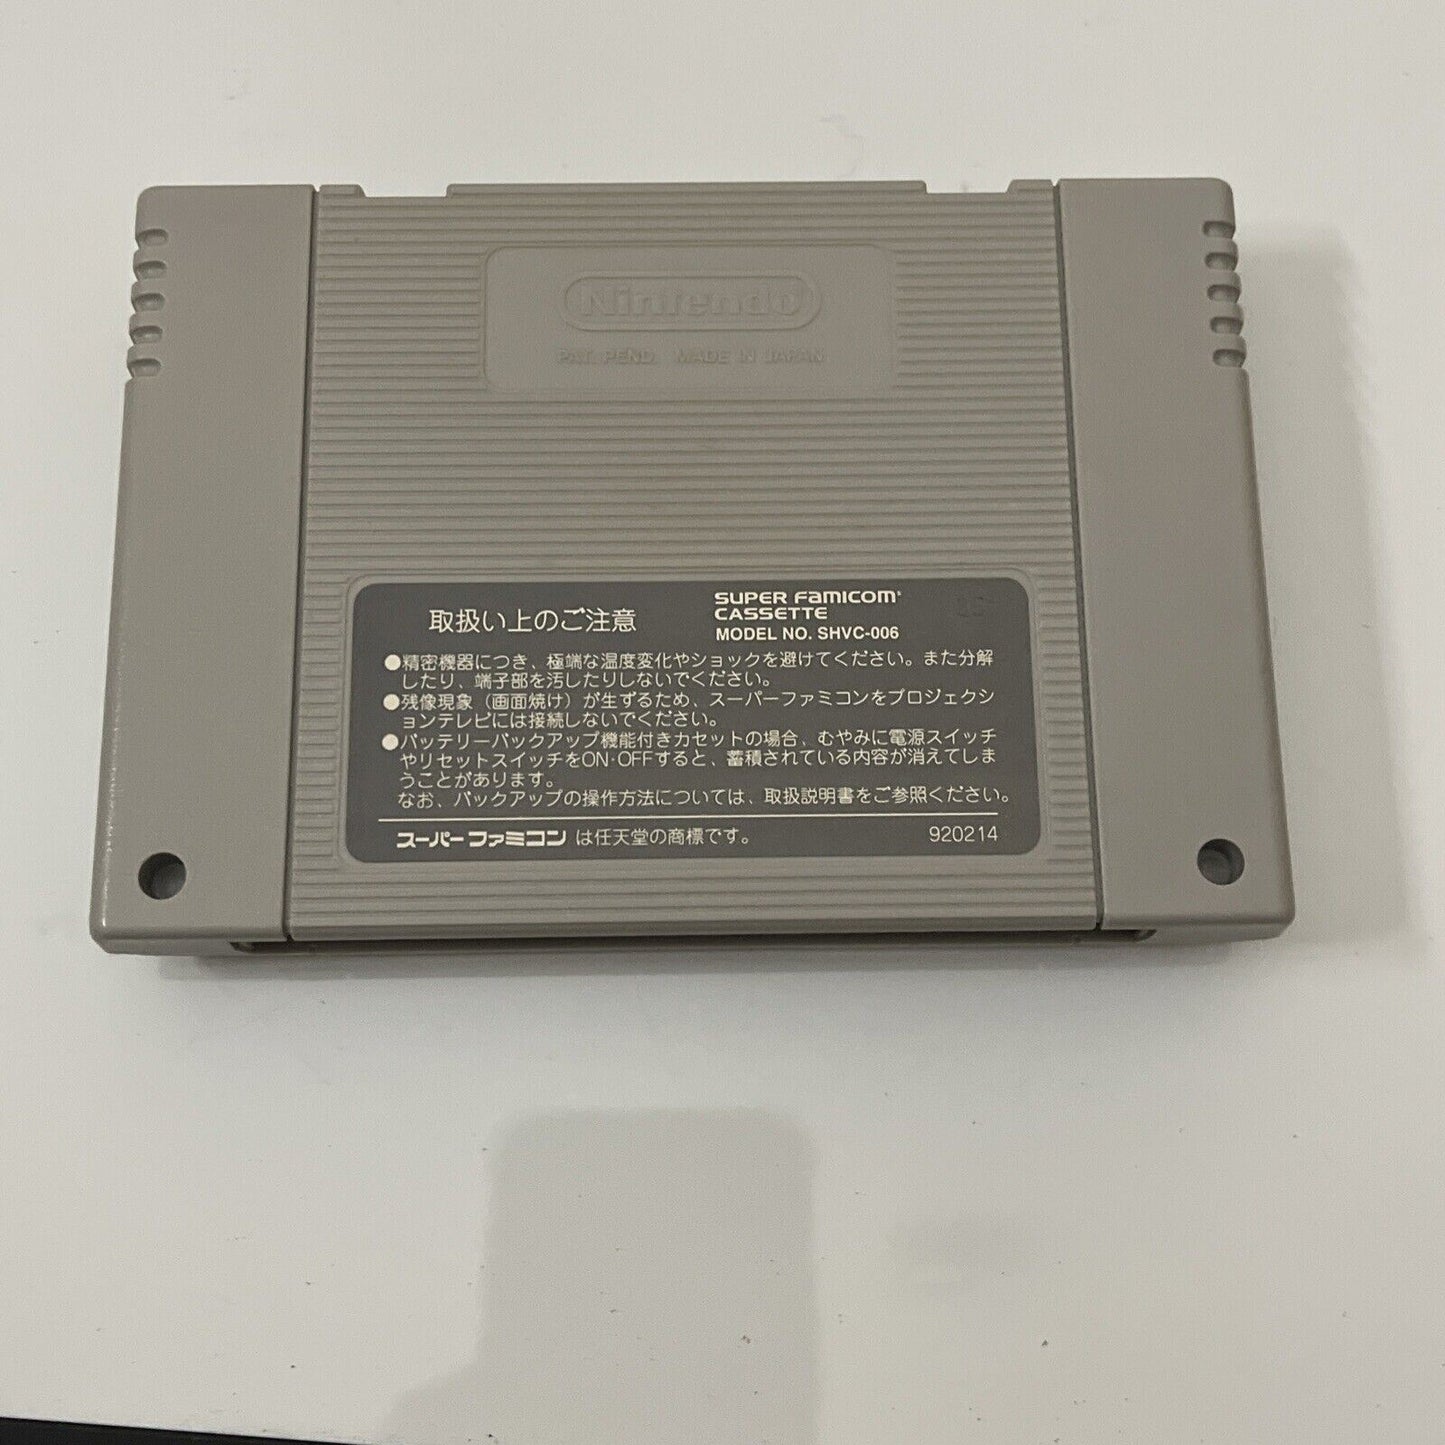 Nintendo
PAT. PEND. MADE IN JAPAN
取扱い上のご注意
SUPER FAMICOM
CASSETTE
MODEL NO. SHVC-006
●精密機器につき、極端な温度変化やショックを避けてください。また分解
したり、端子部を汚したりしないでください。
●残像現象（画面焼け）が生ずるため、スーパーファミコンをプロジェクシ
ョンテレビには接続しないでください。
●バッテリーバックアップ機能付きカセットの場合、むやみに電源スイッチ
やリセットスイッチをON・OFFすると、蓄積されている内容が消えてしま
うことがあります。
なお、バックアップの操作方法については、取扱説明書をご参照ください。
スーパーファミコン は任天堂の商標です。
920214